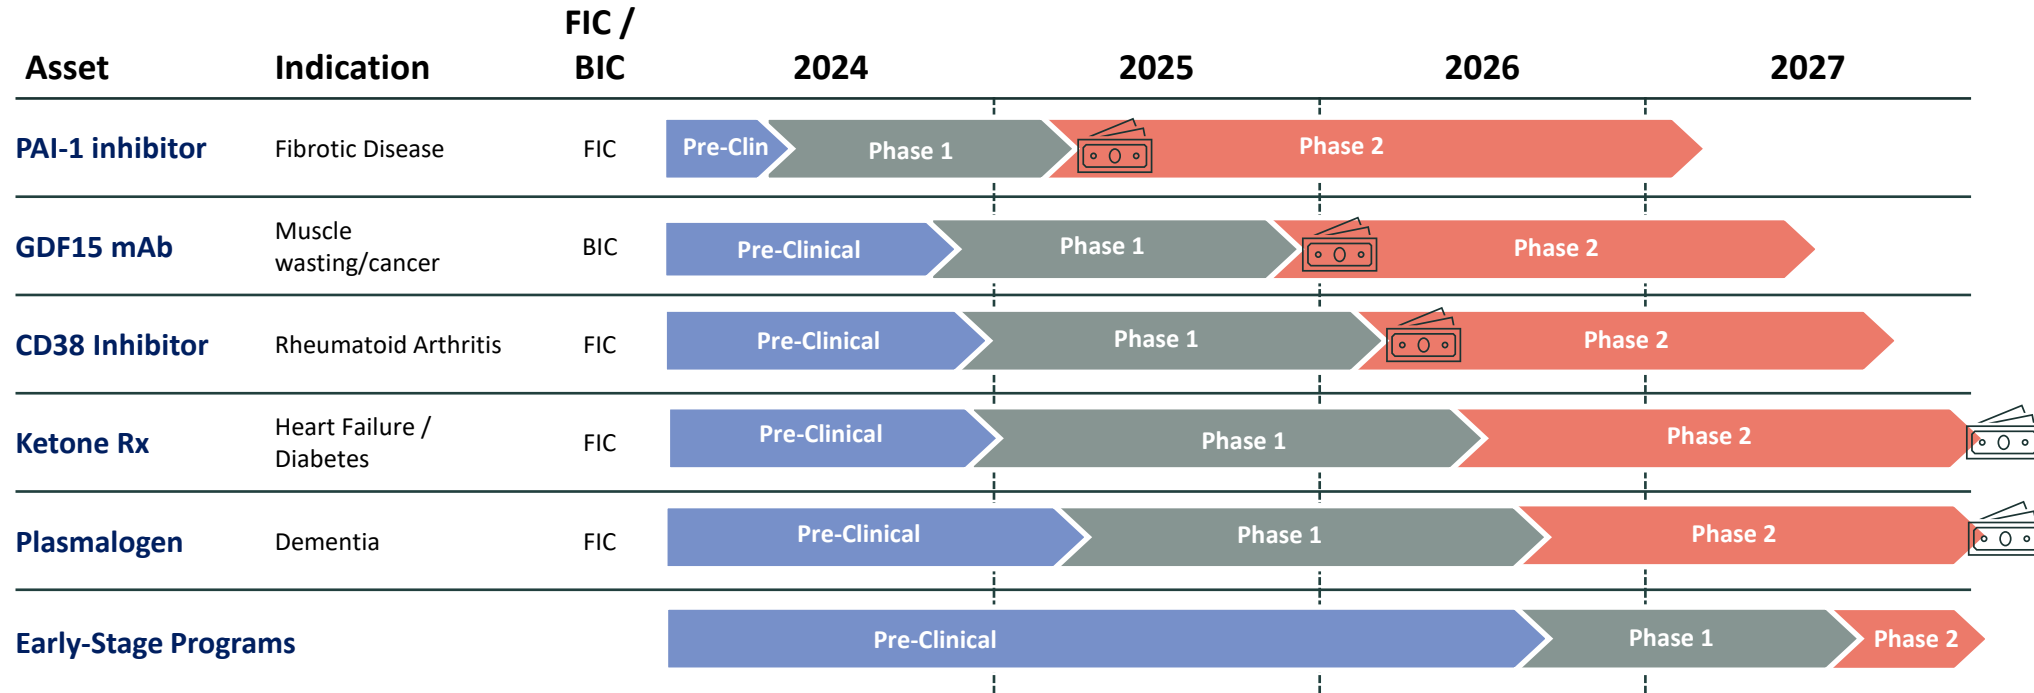 FIC /
Asset Indication BIC 2024 2025 2026 2027
PAI-1 inhibitor Fibrotic Disease FIC Pre-Clin Phase 1 Phase 2
GDF15 mAb Muscle wasting/cancer BIC Pre-Clinical Phase 1 Phase 2
CD38 Inhibitor Rheumatoid Arthritis FIC Pre-Clinical Phase 1 Phase 2
Ketone Rx Heart Failure / Diabetes FIC Pre-Clinical Phase 1 Phase 2
Plasmalogen Dementia FIC Pre-Clinical Phase 1 Phase 2
Early-Stage Programs Pre-Clinical Phase 1 Phase 2